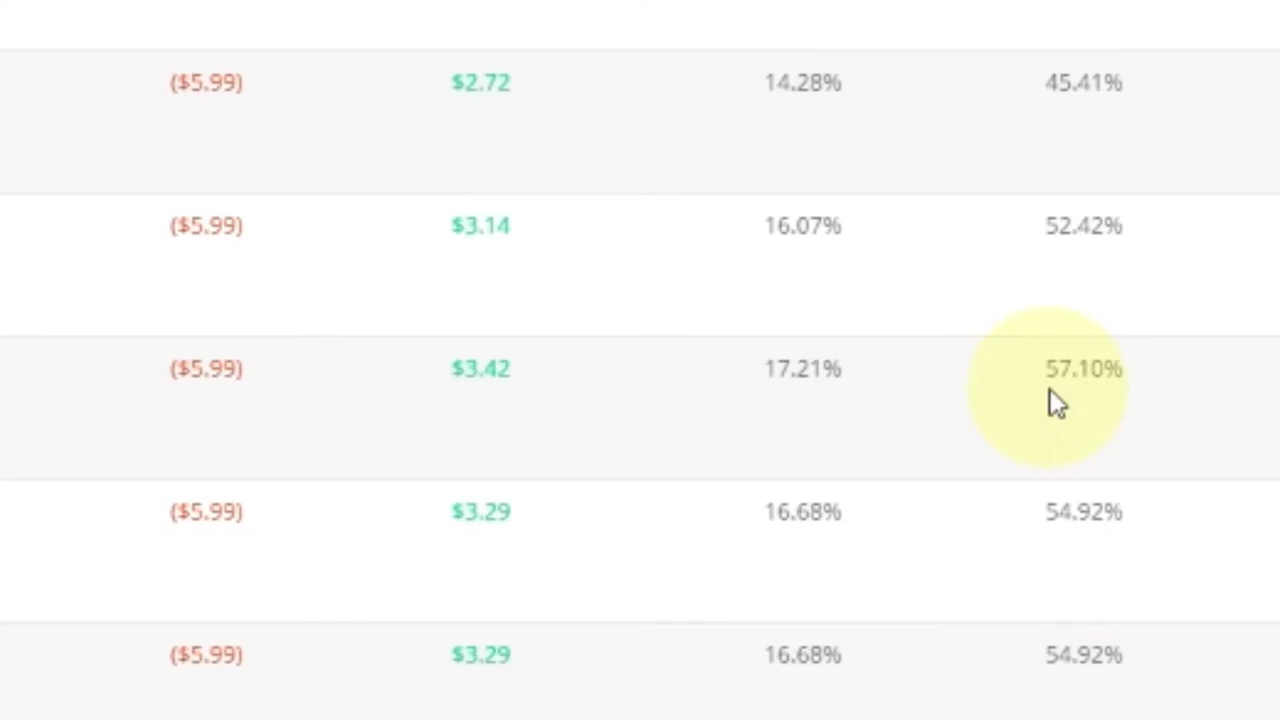 ($5.99) $2.72 14.28% 45.41%
($5.99) $3.14 16.07% 52.42%
($5.99) $3.42 17.21% 57.10%
($5.99) $3.29 16.68% 54.92%
($5.99) $3.29 16.68% 54.92%